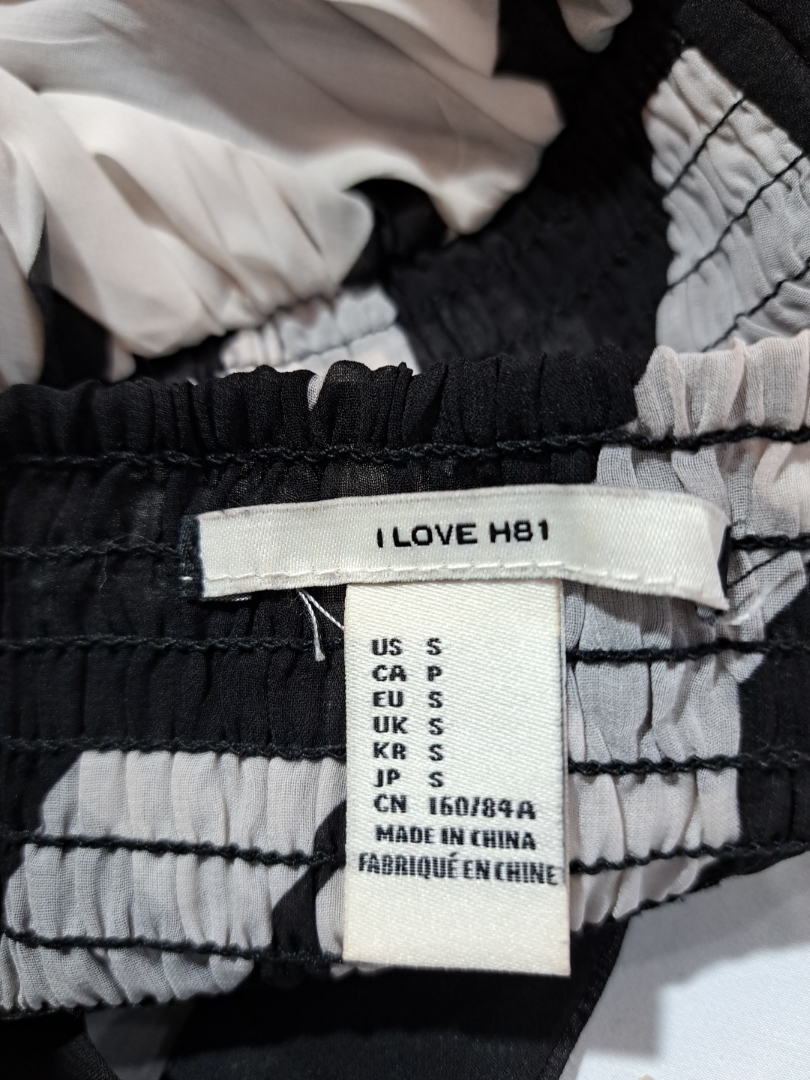 I LOVE H81
US S
CA P
EU S
UK S
KR S
JP S
CN 160/84A
MADE IN CHINA
FABRIQUÉ EN CHINE